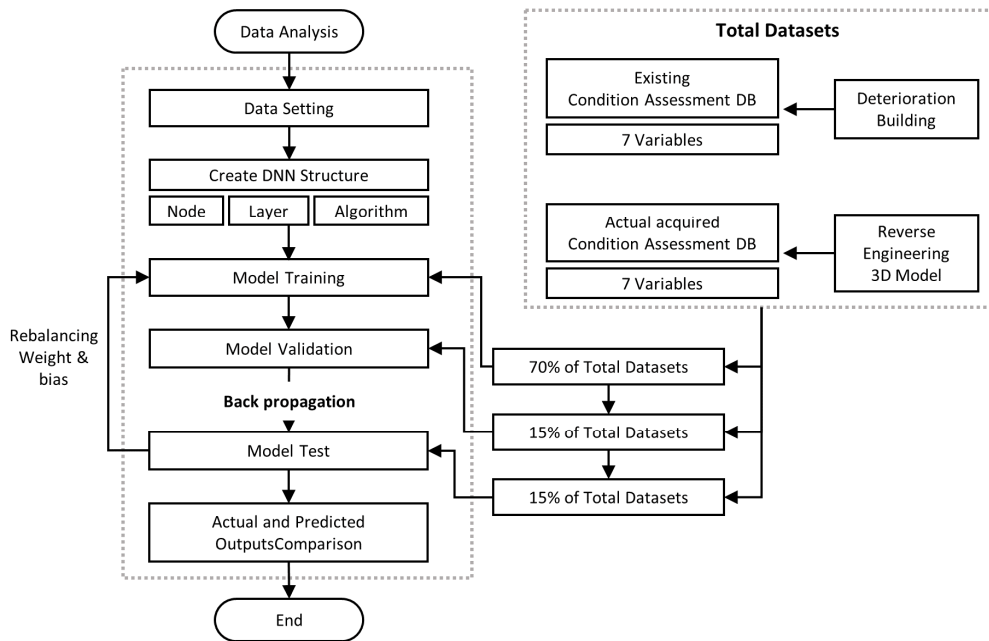 Data Analysis
Data Setting
Create DNN Structure
Node
Layer
Algorithm
Model Training
Model Validation
Back propagation
Model Test
Actual and Predicted
OutputsComparison
End
Rebalancing
Weight &
bias
Total Datasets
Existing
Condition Assessment DB
7 Variables
Deterioration
Building
Actual acquired
Condition Assessment DB
7 Variables
Reverse
Engineering
3D Model
70% of Total Datasets
15% of Total Datasets
15% of Total Datasets